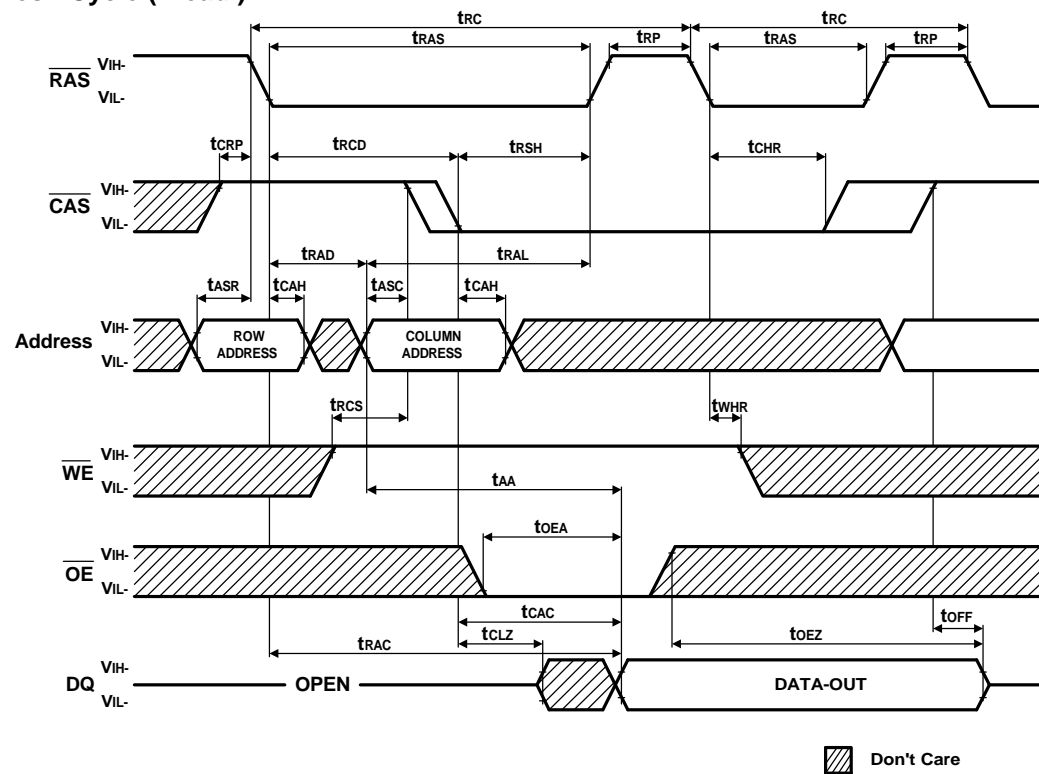 Cycle (
tRC tRC
tRAS tRP tRAS tRP
RAS VIH-
VIL-
tCRP tRCD tRSH tCHR
CAS VIH-
VIL-
tRAD tRAL
tASR tCAH tASC tCAH
Address VIH-
VIL-
ROW
ADDRESS
COLUMN
ADDRESS
tRCS tWHR
WE VIH-
VIL-
tAA
tOEA
OE VIH-
VIL-
tCAC tOFF
tCLZ tOEZ
tRAC
DQ VIH-
VIL-
OPEN DATA-OUT
Don't Care